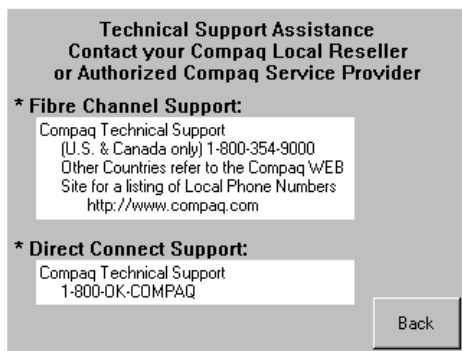 Technical Support Assistance
Contact your Compaq Local Reseller
or Authorized Compaq Service Provider
* Fibre Channel Support:
Compaq Technical Support
(U.S. & Canada only) 1-800-354-9000
Other Countries refer to the Compaq WEB
Site for a listing of Local Phone Numbers
http://www.compaq.com
* Direct Connect Support:
Compaq Technical Support
1-800-OK-COMPAQ
Back